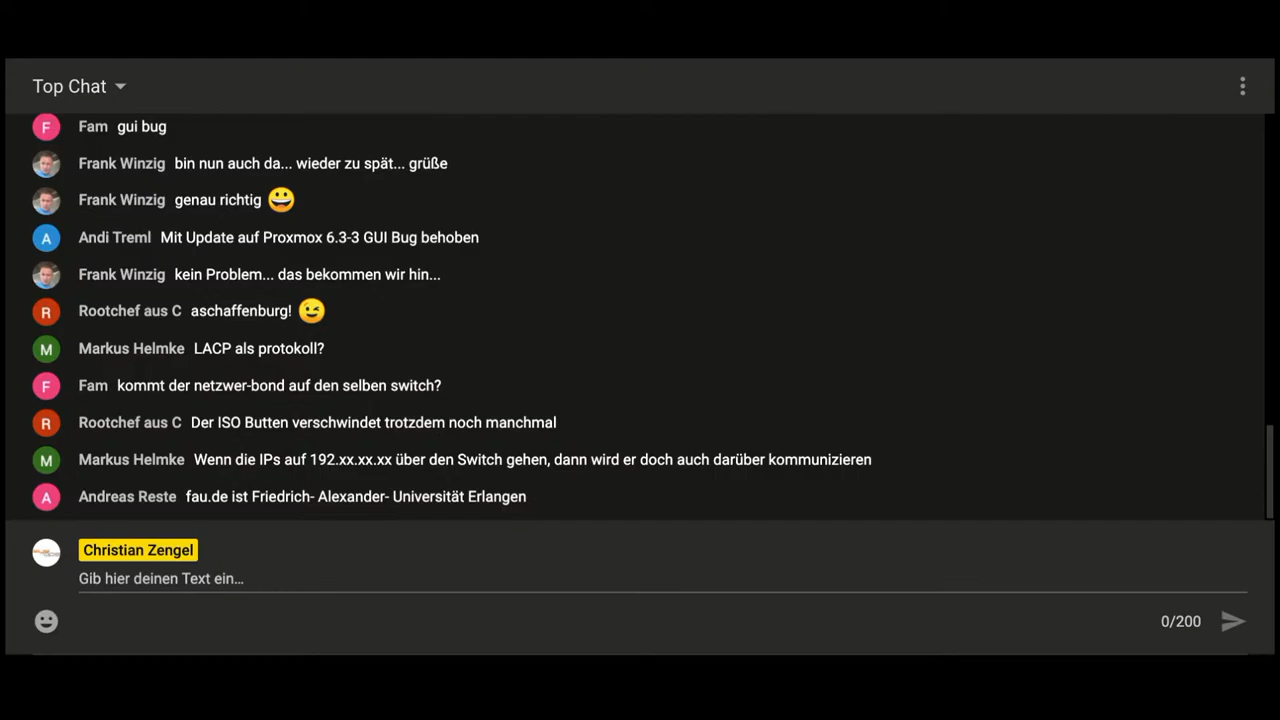 Top Chat
F Fam gui bug
Frank Winzig bin nun auch da... wieder zu spät... grüße
Frank Winzig genau richtig 😀
A Andi Treml Mit Update auf Proxmox 6.3-3 GUI Bug behoben
Frank Winzig kein Problem... das bekommen wir hin...
R Rootchef aus C aschaffenburg! 😉
M Markus Helmke LACP als protokoll?
F Fam kommt der netzwer-bond auf den selben switch?
R Rootchef aus C Der ISO Butten verschwindet trotzdem noch manchmal
M Markus Helmke Wenn die IPs auf 192.xx.xx.xx über den Switch gehen, dann wird er doch auch darüber kommunizieren
A Andreas Reste fau.de ist Friedrich- Alexander- Universität Erlangen
Christian Zengel
Gib hier deinen Text ein...
0/200